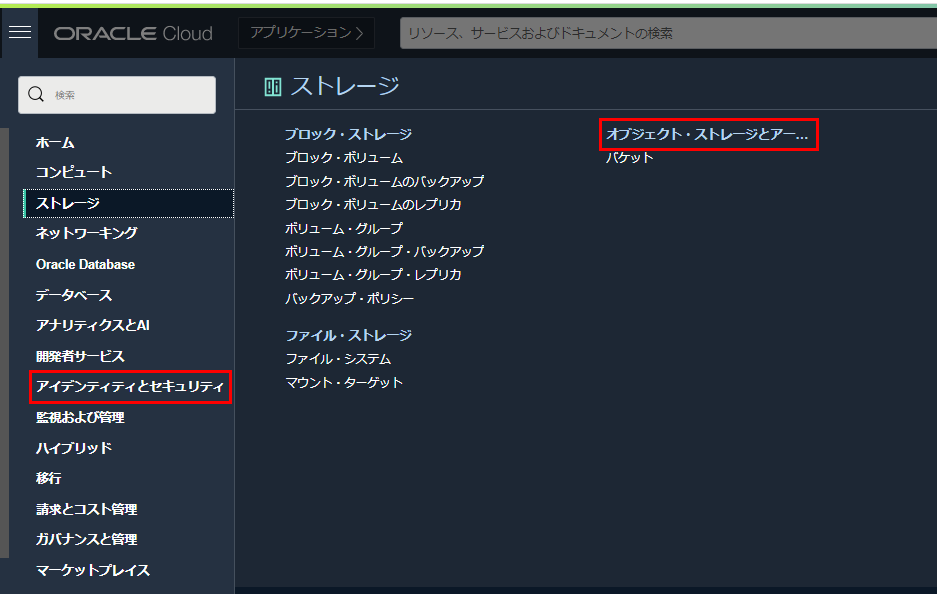 ORACLE Cloud
アプリケーション
リソース、サービスおよびドキュメントの検索
検索
ホーム
コンピュート
ストレージ
ネットワーキング
Oracle Database
データベース
アナリティクスとAI
開発者サービス
アイデンティティとセキュリティ
監視および管理
ハイブリッド
移行
請求とコスト管理
ガバナンスと管理
マーケットプレイス
ストレージ
ブロック・ストレージ
ブロック・ボリューム
ブロック・ボリュームのバックアップ
ブロック・ボリュームのレプリカ
ボリューム・グループ
ボリューム・グループ・バックアップ
ボリューム・グループ・レプリカ
バックアップ・ポリシー
ファイル・ストレージ
ファイル・システム
マウント・ターゲット
オブジェクト・ストレージとアー...
バケット